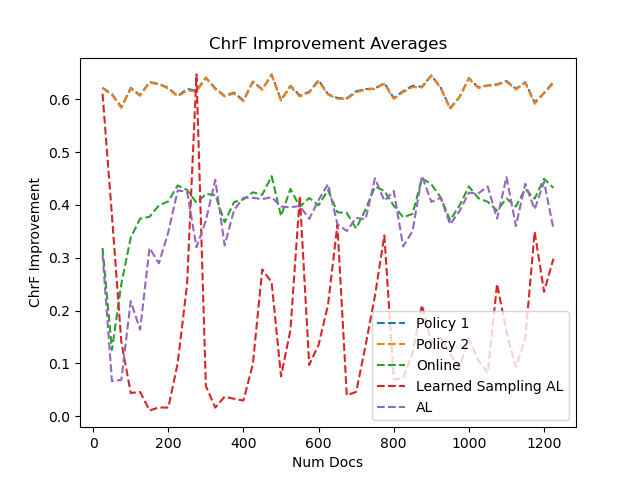 ChrF Improvement Averages
ChrF Improvement
0.6
0.5
0.4
0.3
0.2
0.1
0.0
Policy 1
Policy 2
Online
Learned Sampling AL
AL
0 200 400 600 800 1000 1200
Num Docs